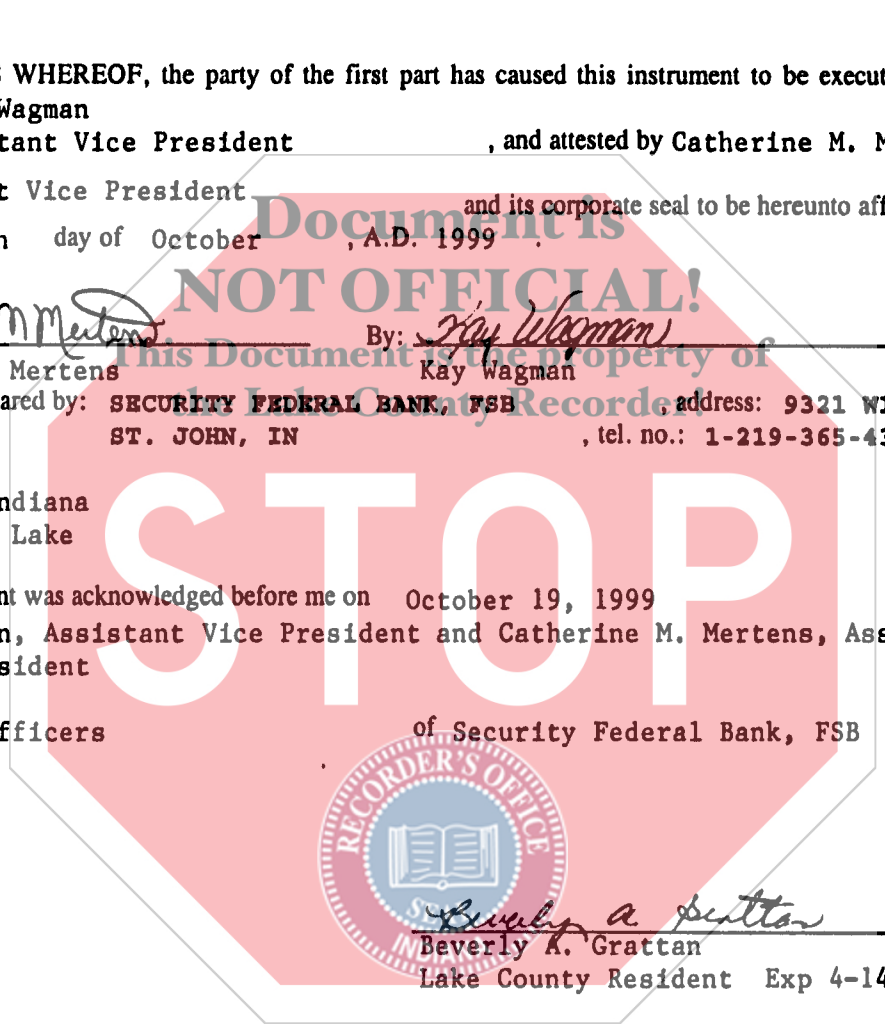 WHEREOF, the party of the first part has caused this instrument to be execut
Wagman
tant Vice President , and attested by Catherine M. M
t Vice President and its corporate seal to be hereunto aff
day of October , A.D. 1999 .
Document is
NOT OFFICIAL!
M Mertens By: Kay Wagman
This Document is the property of
Mertens Kay Wagman
the Lake County Recorder!
ared by: SECURITY FEDERAL BANK, FSB , address: 9321 WI
ST. JOHN, IN , tel. no.: 1-219-365-43
ndiana
Lake
STOP
nt was acknowledged before me on October 19, 1999
n, Assistant Vice President and Catherine M. Mertens, Ass
sident
fficers of Security Federal Bank, FSB
RECORDER'S OFFICE
SEAL
INDIANA
Beverly A Grattan
Beverly A. Grattan
Lake County Resident Exp 4-14